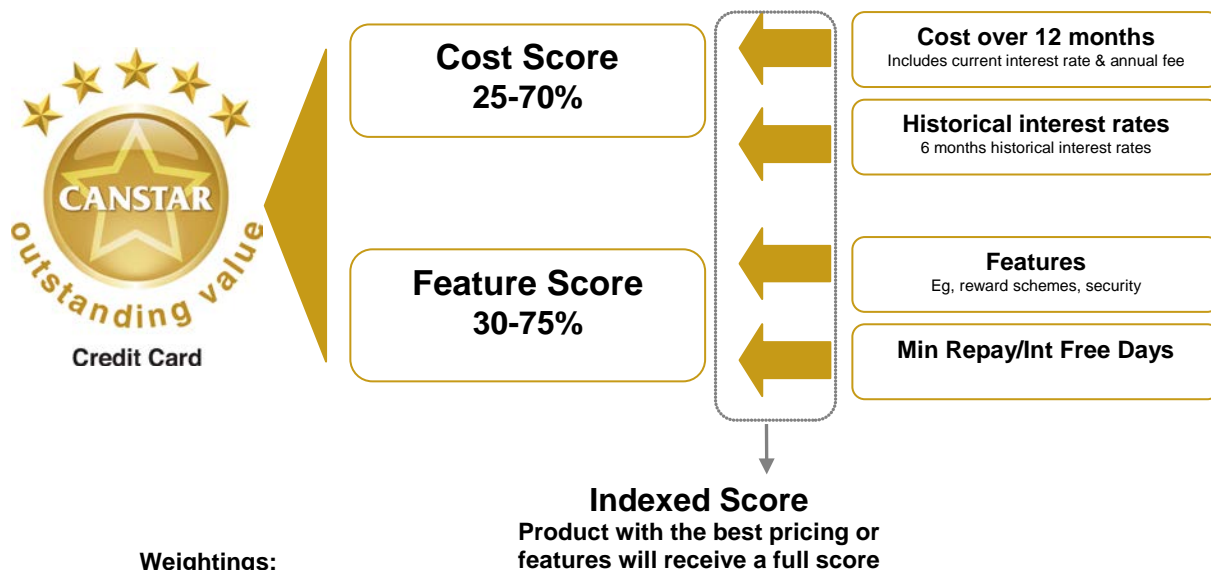 CANSTAR
outstanding value
Credit Card
Cost Score
25-70%
Feature Score
30-75%
Cost over 12 months
Includes current interest rate & annual fee
Historical interest rates
6 months historical interest rates
Features
Eg, reward schemes, security
Min Repay/Int Free Days
Indexed Score
Product with the best pricing or
features will receive a full score
Weightings: